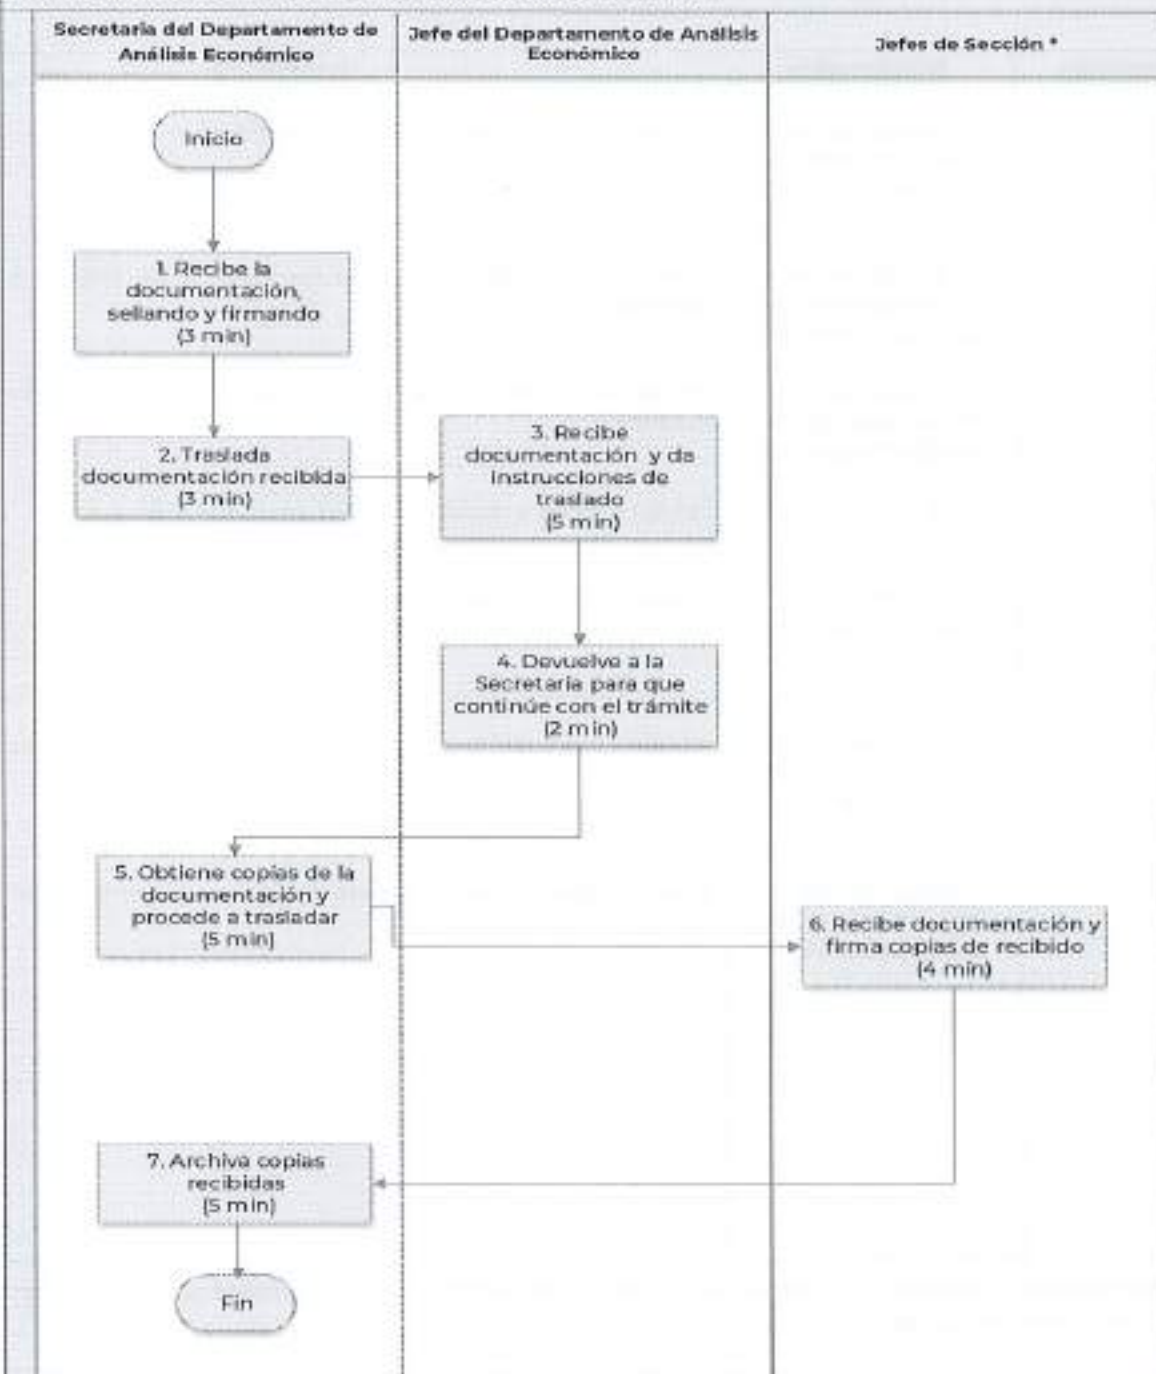 Secretaria del Departamento de
Análisis Económico
Jefe del Departamento de Análisis
Económico
Jefes de Sección *
Inicio
1. Recibe la
documentación,
sellando y firmando
(3 min)
2. Traslada
documentación recibida
(3 min)
3. Recibe
documentación y da
instrucciones de
traslado
(5 min)
4. Devuelve a la
Secretaria para que
continúe con el trámite
(2 min)
5. Obtiene copias de la
documentación y
procede a trasladar
(5 min)
6. Recibe documentación y
firma copias de recibido
(4 min)
7. Archiva copias
recibidas
(5 min)
Fin